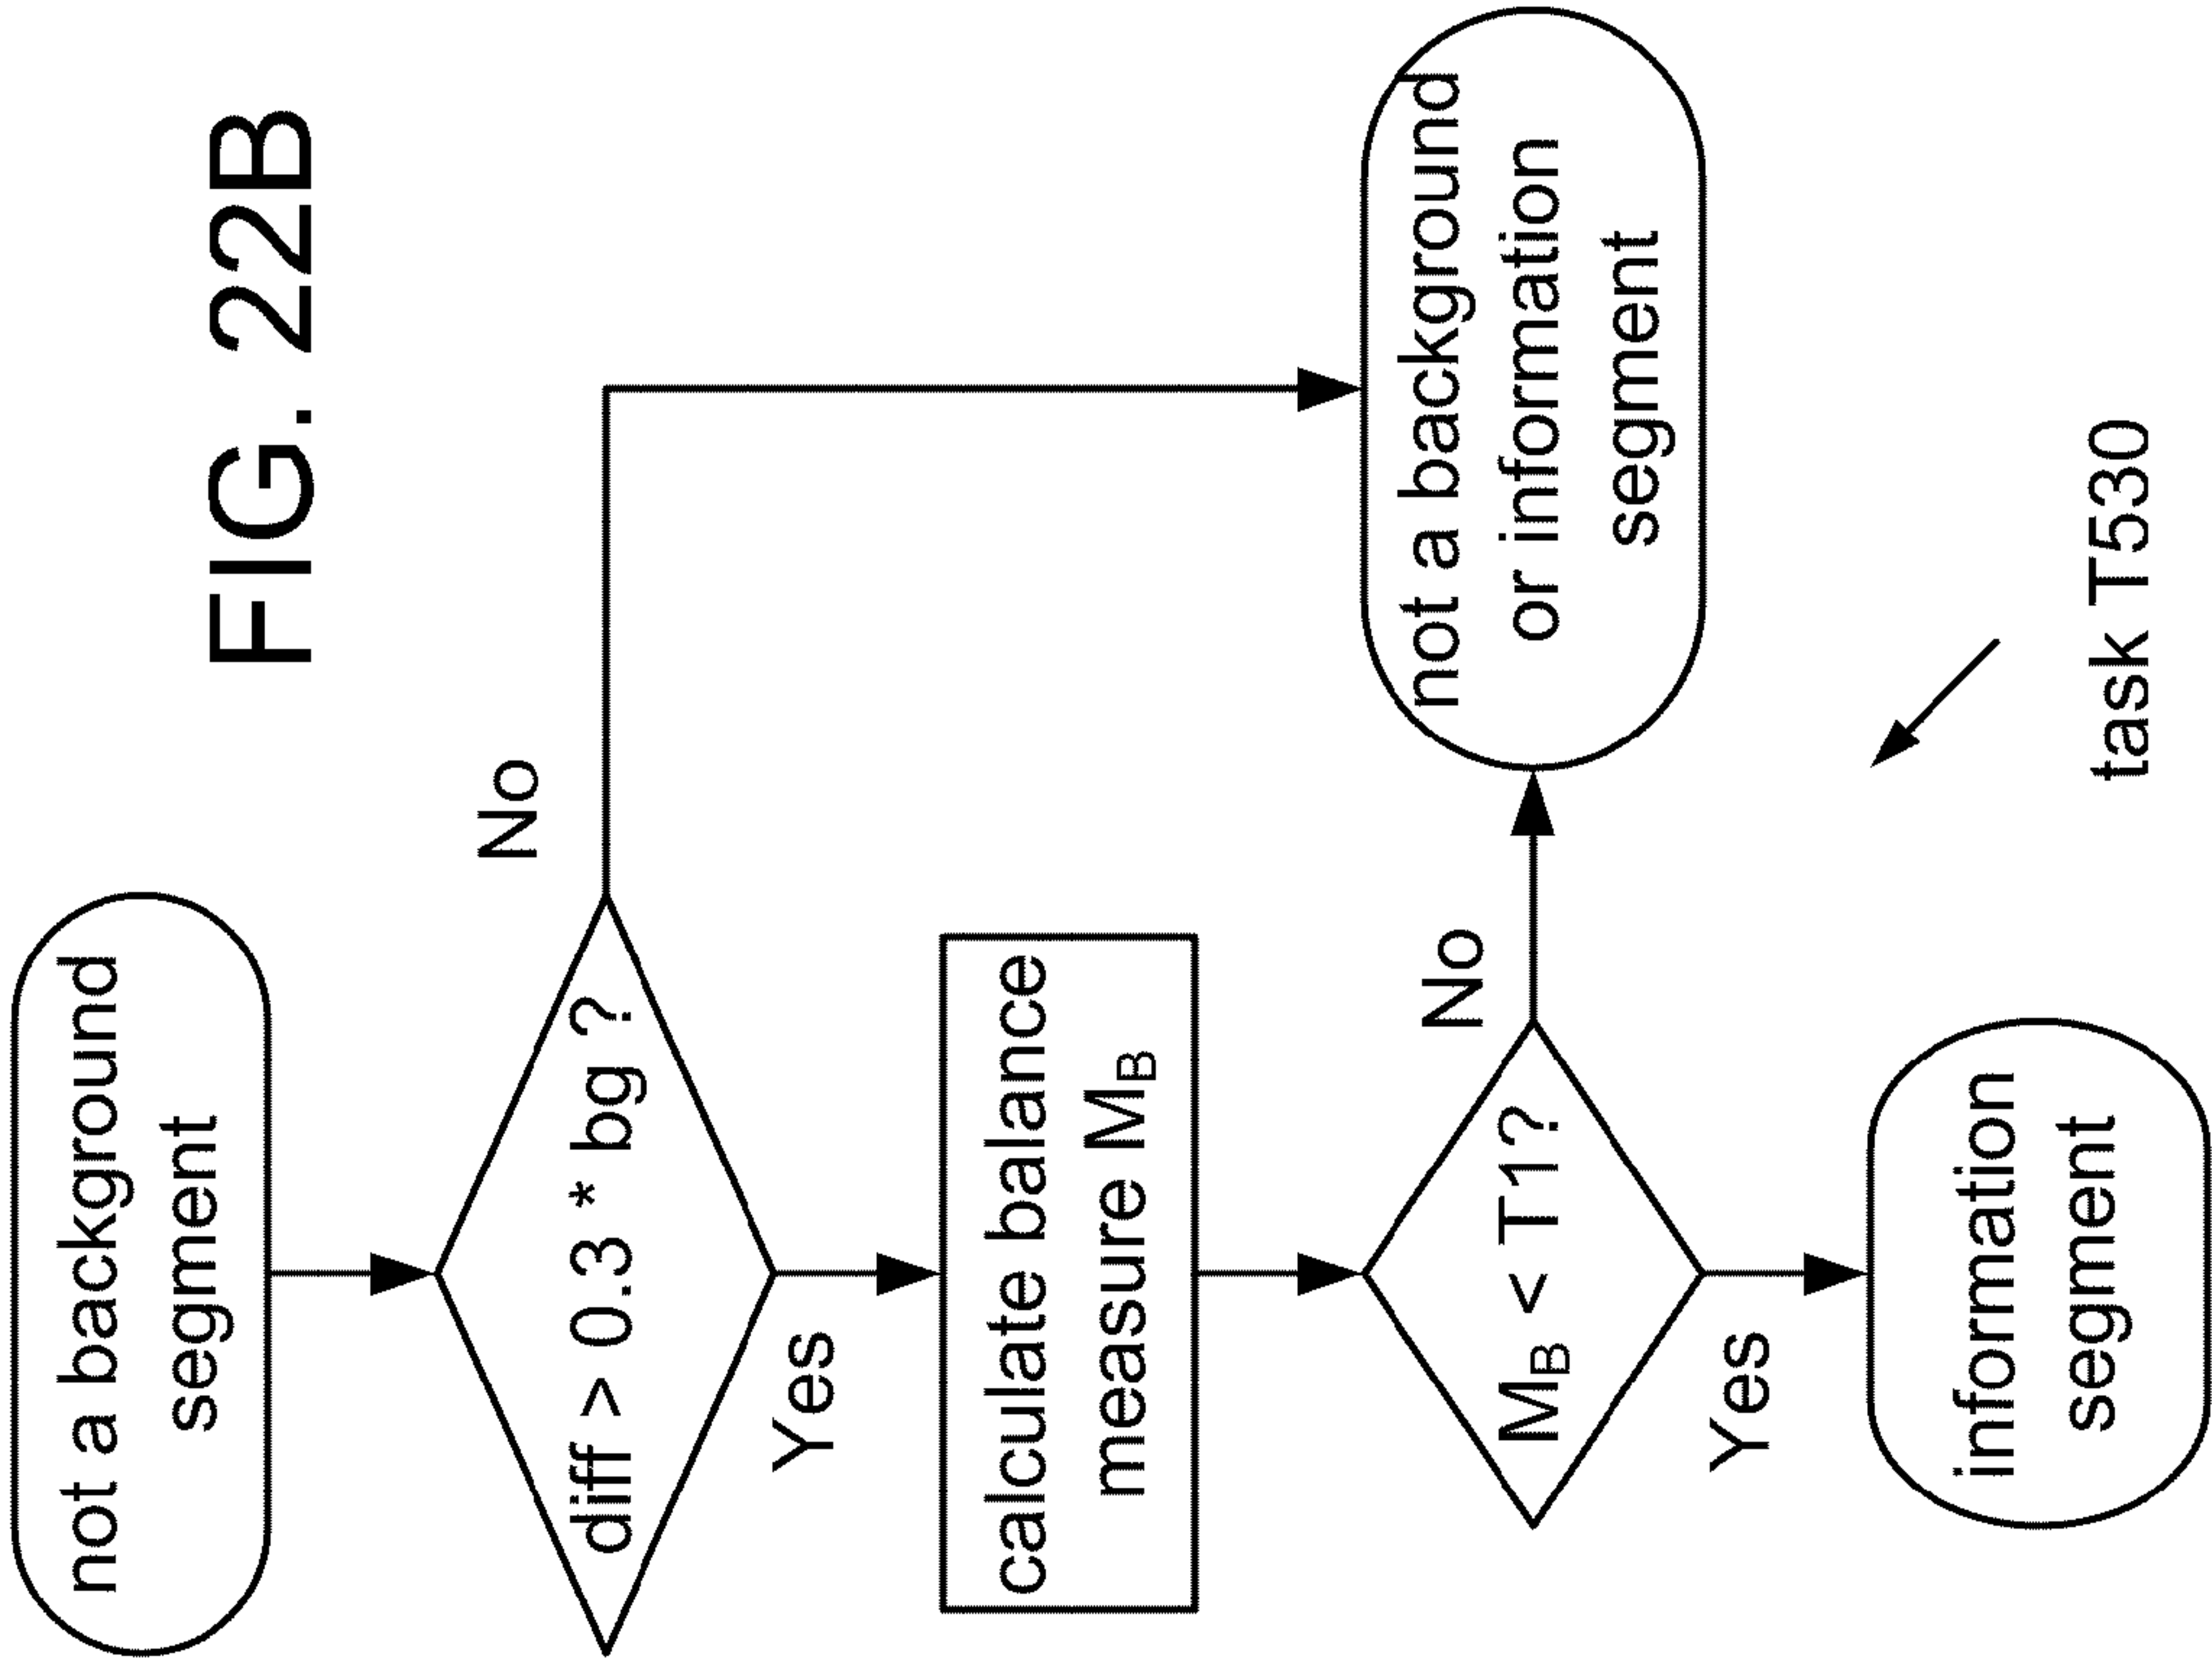 FIG. 22B
not a background
segment
diff > 0.3 * bg ?
No
Yes
calculate balance
measure M_B
M_B < T1?
No
Yes
not a background
or information
segment
information
segment
task T530